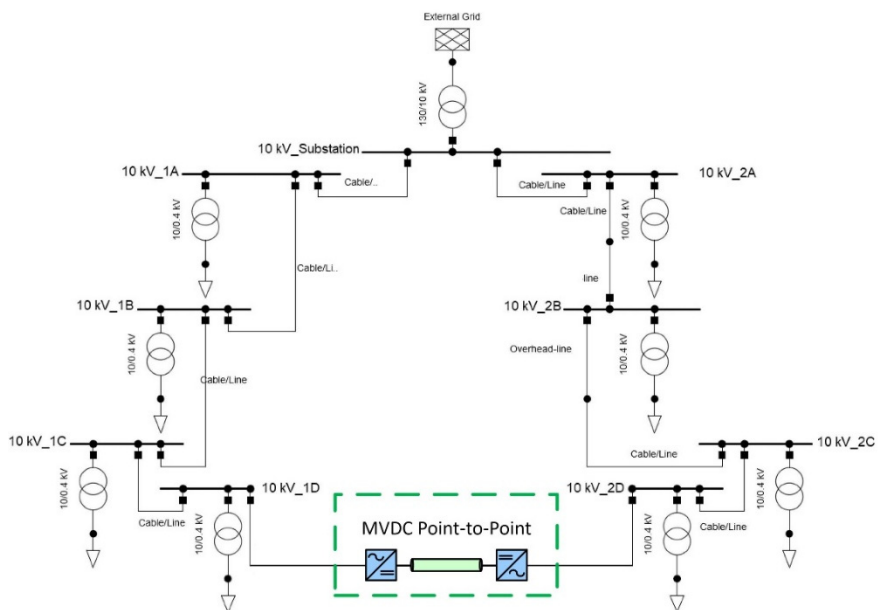 External Grid
130/10 kV
10 kV_Substation
10 kV_1A
Cable/..
Cable/Line
10 kV_2A
10/0.4 kV
Cable/Line
10/0.4 kV
Cable/Li..
line
10 kV_1B
10 kV_2B
10/0.4 kV
Overhead-line
10/0.4 kV
Cable/Line
10 kV_1C
10 kV_2C
Cable/Line
10/0.4 kV
10 kV_1D
10 kV_2D
10/0.4 kV
Cable/Line
10/0.4 kV
MVDC Point-to-Point
10/0.4 kV
Cable/Line